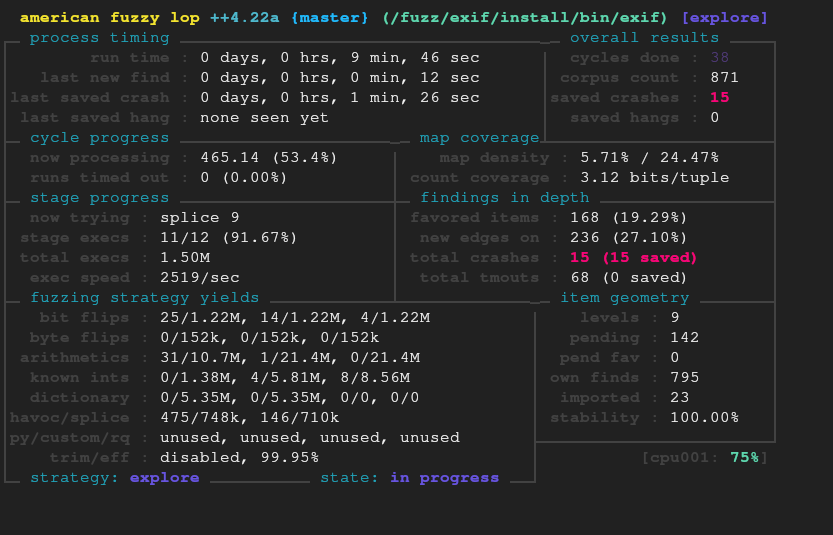 american fuzzy lop ++4.22a {master} (/fuzz/exif/install/bin/exif) [explore]
process timing overall results
run time : 0 days, 0 hrs, 9 min, 46 sec cycles done : 38
last new find : 0 days, 0 hrs, 0 min, 12 sec corpus count : 871
last saved crash : 0 days, 0 hrs, 1 min, 26 sec saved crashes : 15
last saved hang : none seen yet saved hangs : 0
cycle progress map coverage
now processing : 465.14 (53.4%) map density : 5.71% / 24.47%
runs timed out : 0 (0.00%) count coverage : 3.12 bits/tuple
stage progress findings in depth
now trying : splice 9 favored items : 168 (19.29%)
stage execs : 11/12 (91.67%) new edges on : 236 (27.10%)
total execs : 1.50M total crashes : 15 (15 saved)
exec speed : 2519/sec total tmouts : 68 (0 saved)
fuzzing strategy yields item geometry
bit flips : 25/1.22M, 14/1.22M, 4/1.22M levels : 9
byte flips : 0/152k, 0/152k, 0/152k pending : 142
arithmetics : 31/10.7M, 1/21.4M, 0/21.4M pend fav : 0
known ints : 0/1.38M, 4/5.81M, 8/8.56M own finds : 795
dictionary : 0/5.35M, 0/5.35M, 0/0, 0/0 imported : 23
havoc/splice : 475/748k, 146/710k stability : 100.00%
py/custom/rq : unused, unused, unused, unused
trim/eff : disabled, 99.95% [cpu001: 75%]
strategy: explore state: in progress